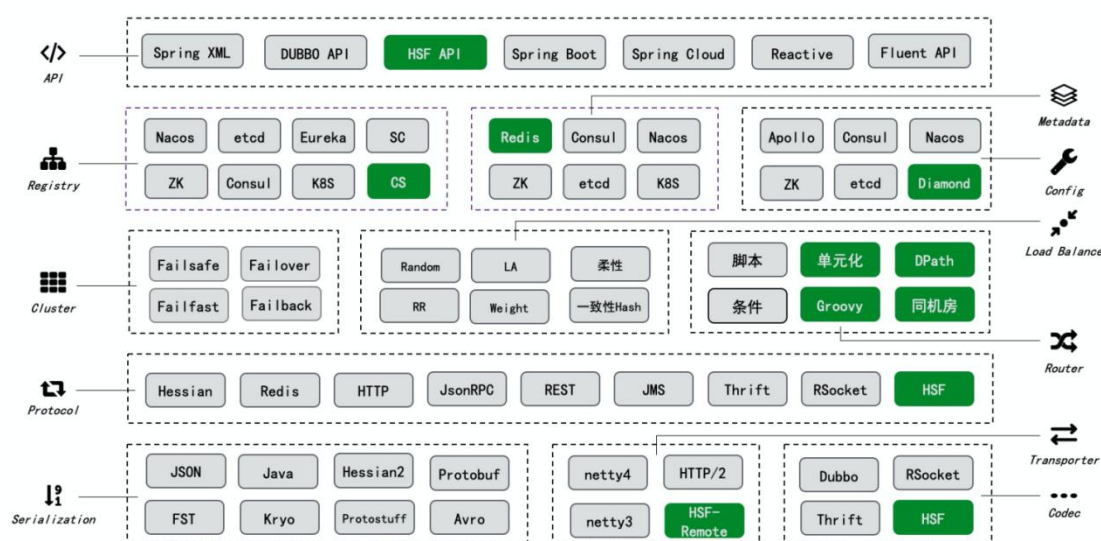 Spring XML
DUBBO API
HSF API
Spring Boot
Spring Cloud
Reactive
Fluent API
API
Nacos
etcd
Eureka
SC
ZK
Consul
K8S
CS
Registry
Redis
Consul
Nacos
ZK
etcd
K8S
Metadata
Apollo
Consul
Nacos
ZK
etcd
Diamond
Config
Failsafe
Failover
Failfast
Failback
Cluster
Random
LA
柔性
RR
Weight
一致性Hash
Load Balance
脚本
单元化
DPath
条件
Groovy
同机房
Router
Hessian
Redis
HTTP
JsonRPC
REST
JMS
Thrift
RSocket
HSF
Protocol
JSON
Java
Hessian2
Protobuf
FST
Kryo
Protostuff
Avro
Serialization
netty4
HTTP/2
netty3
HSF-
Remote
Transporter
Dubbo
RSocket
Thrift
HSF
Codec